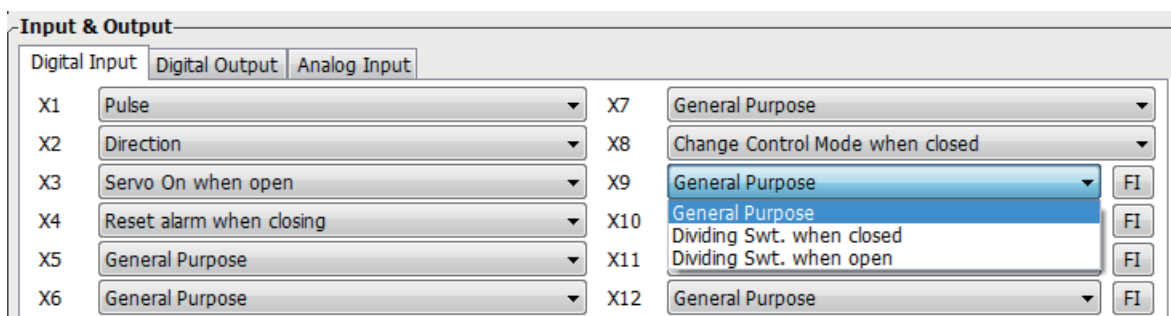 Input & Output
Digital Input Digital Output Analog Input
X1 Pulse X7 General Purpose
X2 Direction X8 Change Control Mode when closed
X3 Servo On when open X9 General Purpose FI
X4 Reset alarm when closing X10 General Purpose FI
Dividing Swt. when closed
X5 General Purpose X11 Dividing Swt. when open FI
X6 General Purpose X12 General Purpose FI